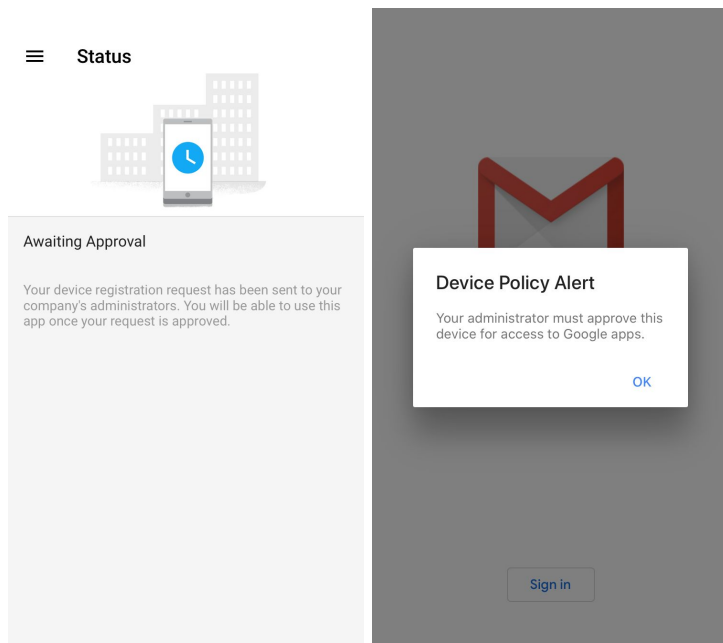 Status
Awaiting Approval
Your device registration request has been sent to your
company's administrators. You will be able to use this
app once your request is approved.
Device Policy Alert
Your administrator must approve this
device for access to Google apps.
OK
Sign in